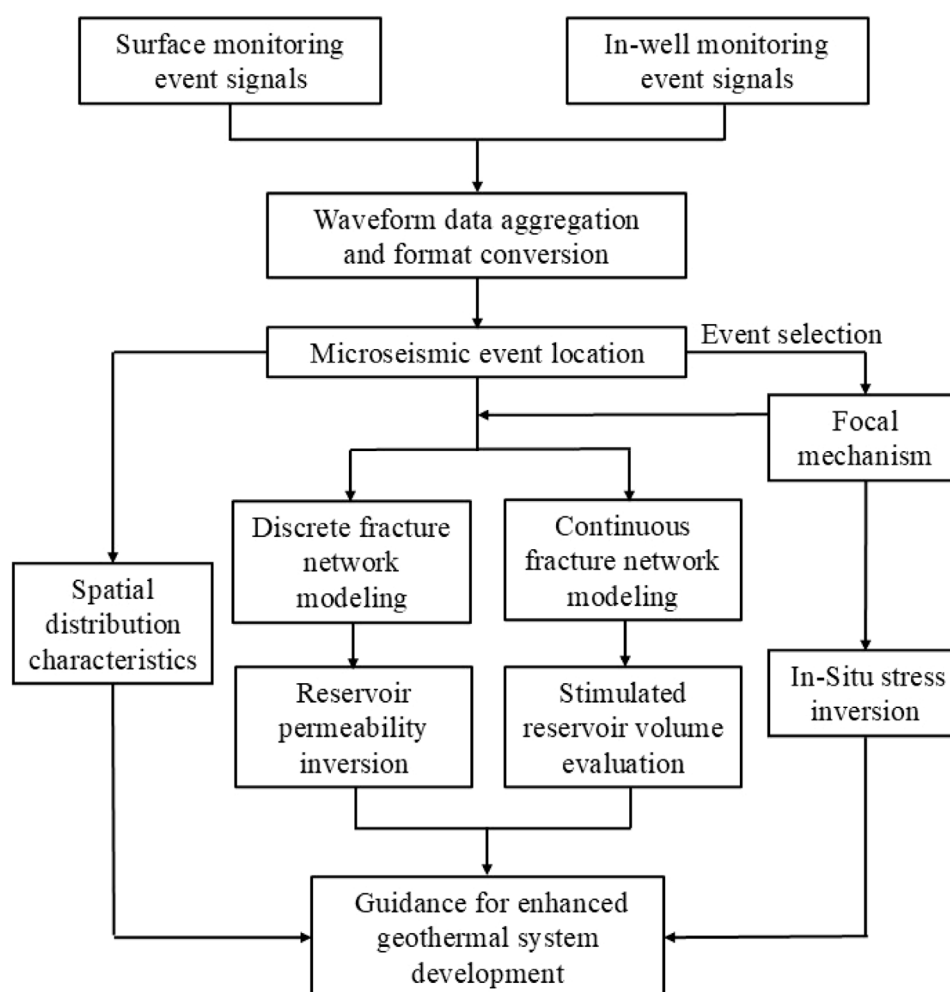 Surface monitoring
event signals
In-well monitoring
event signals
Waveform data aggregation
and format conversion
Microseismic event location
Event selection
Focal
mechanism
Discrete fracture
network
modeling
Continuous
fracture network
modeling
Spatial
distribution
characteristics
Reservoir
permeability
inversion
Stimulated
reservoir volume
evaluation
In-Situ stress
inversion
Guidance for enhanced
geothermal system
development